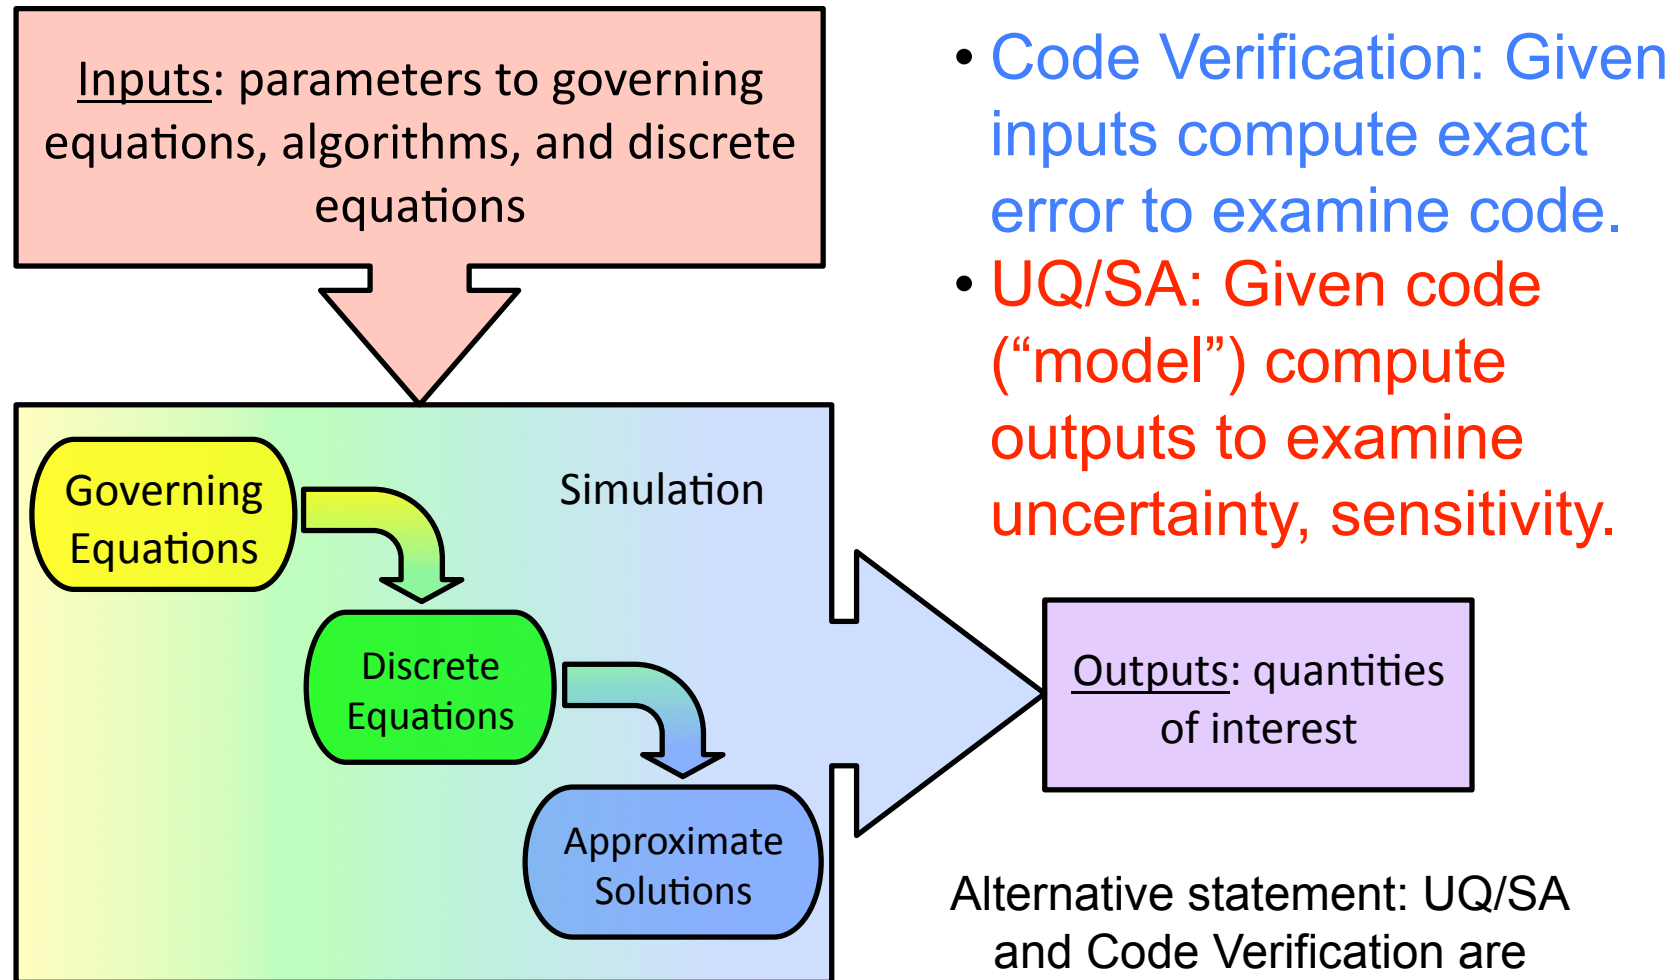 Inputs: parameters to governing
equations, algorithms, and discrete
equations
• Code Verification: Given
inputs compute exact
error to examine code.
• UQ/SA: Given code
(“model”) compute
outputs to examine
uncertainty, sensitivity.
Simulation
Governing
Equations
Discrete
Equations
Approximate
Solutions
Outputs: quantities
of interest
Alternative statement: UQ/SA
and Code Verification are